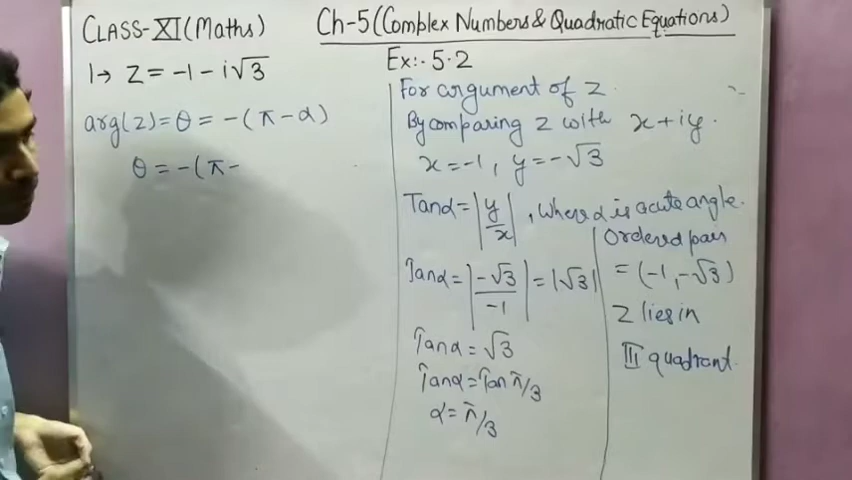 CLASS-XI(Maths)
Ch-5(Complex Numbers & Quadratic Equations)
Ex:- 5.2
1→ Z = -1 - i√3
arg(z) = θ = -(π - α)
θ = -(π -
For argument of z.
By comparing z with x + iy.
x = -1, y = -√3
Tanα = |y/x|, where α is acute angle.
Tanα = |-√3/-1| = |√3|
Tanα = √3
Tanα = Tan π/3
α = π/3
Ordered pair
= (-1, -√3)
Z lies in
III quadrant.